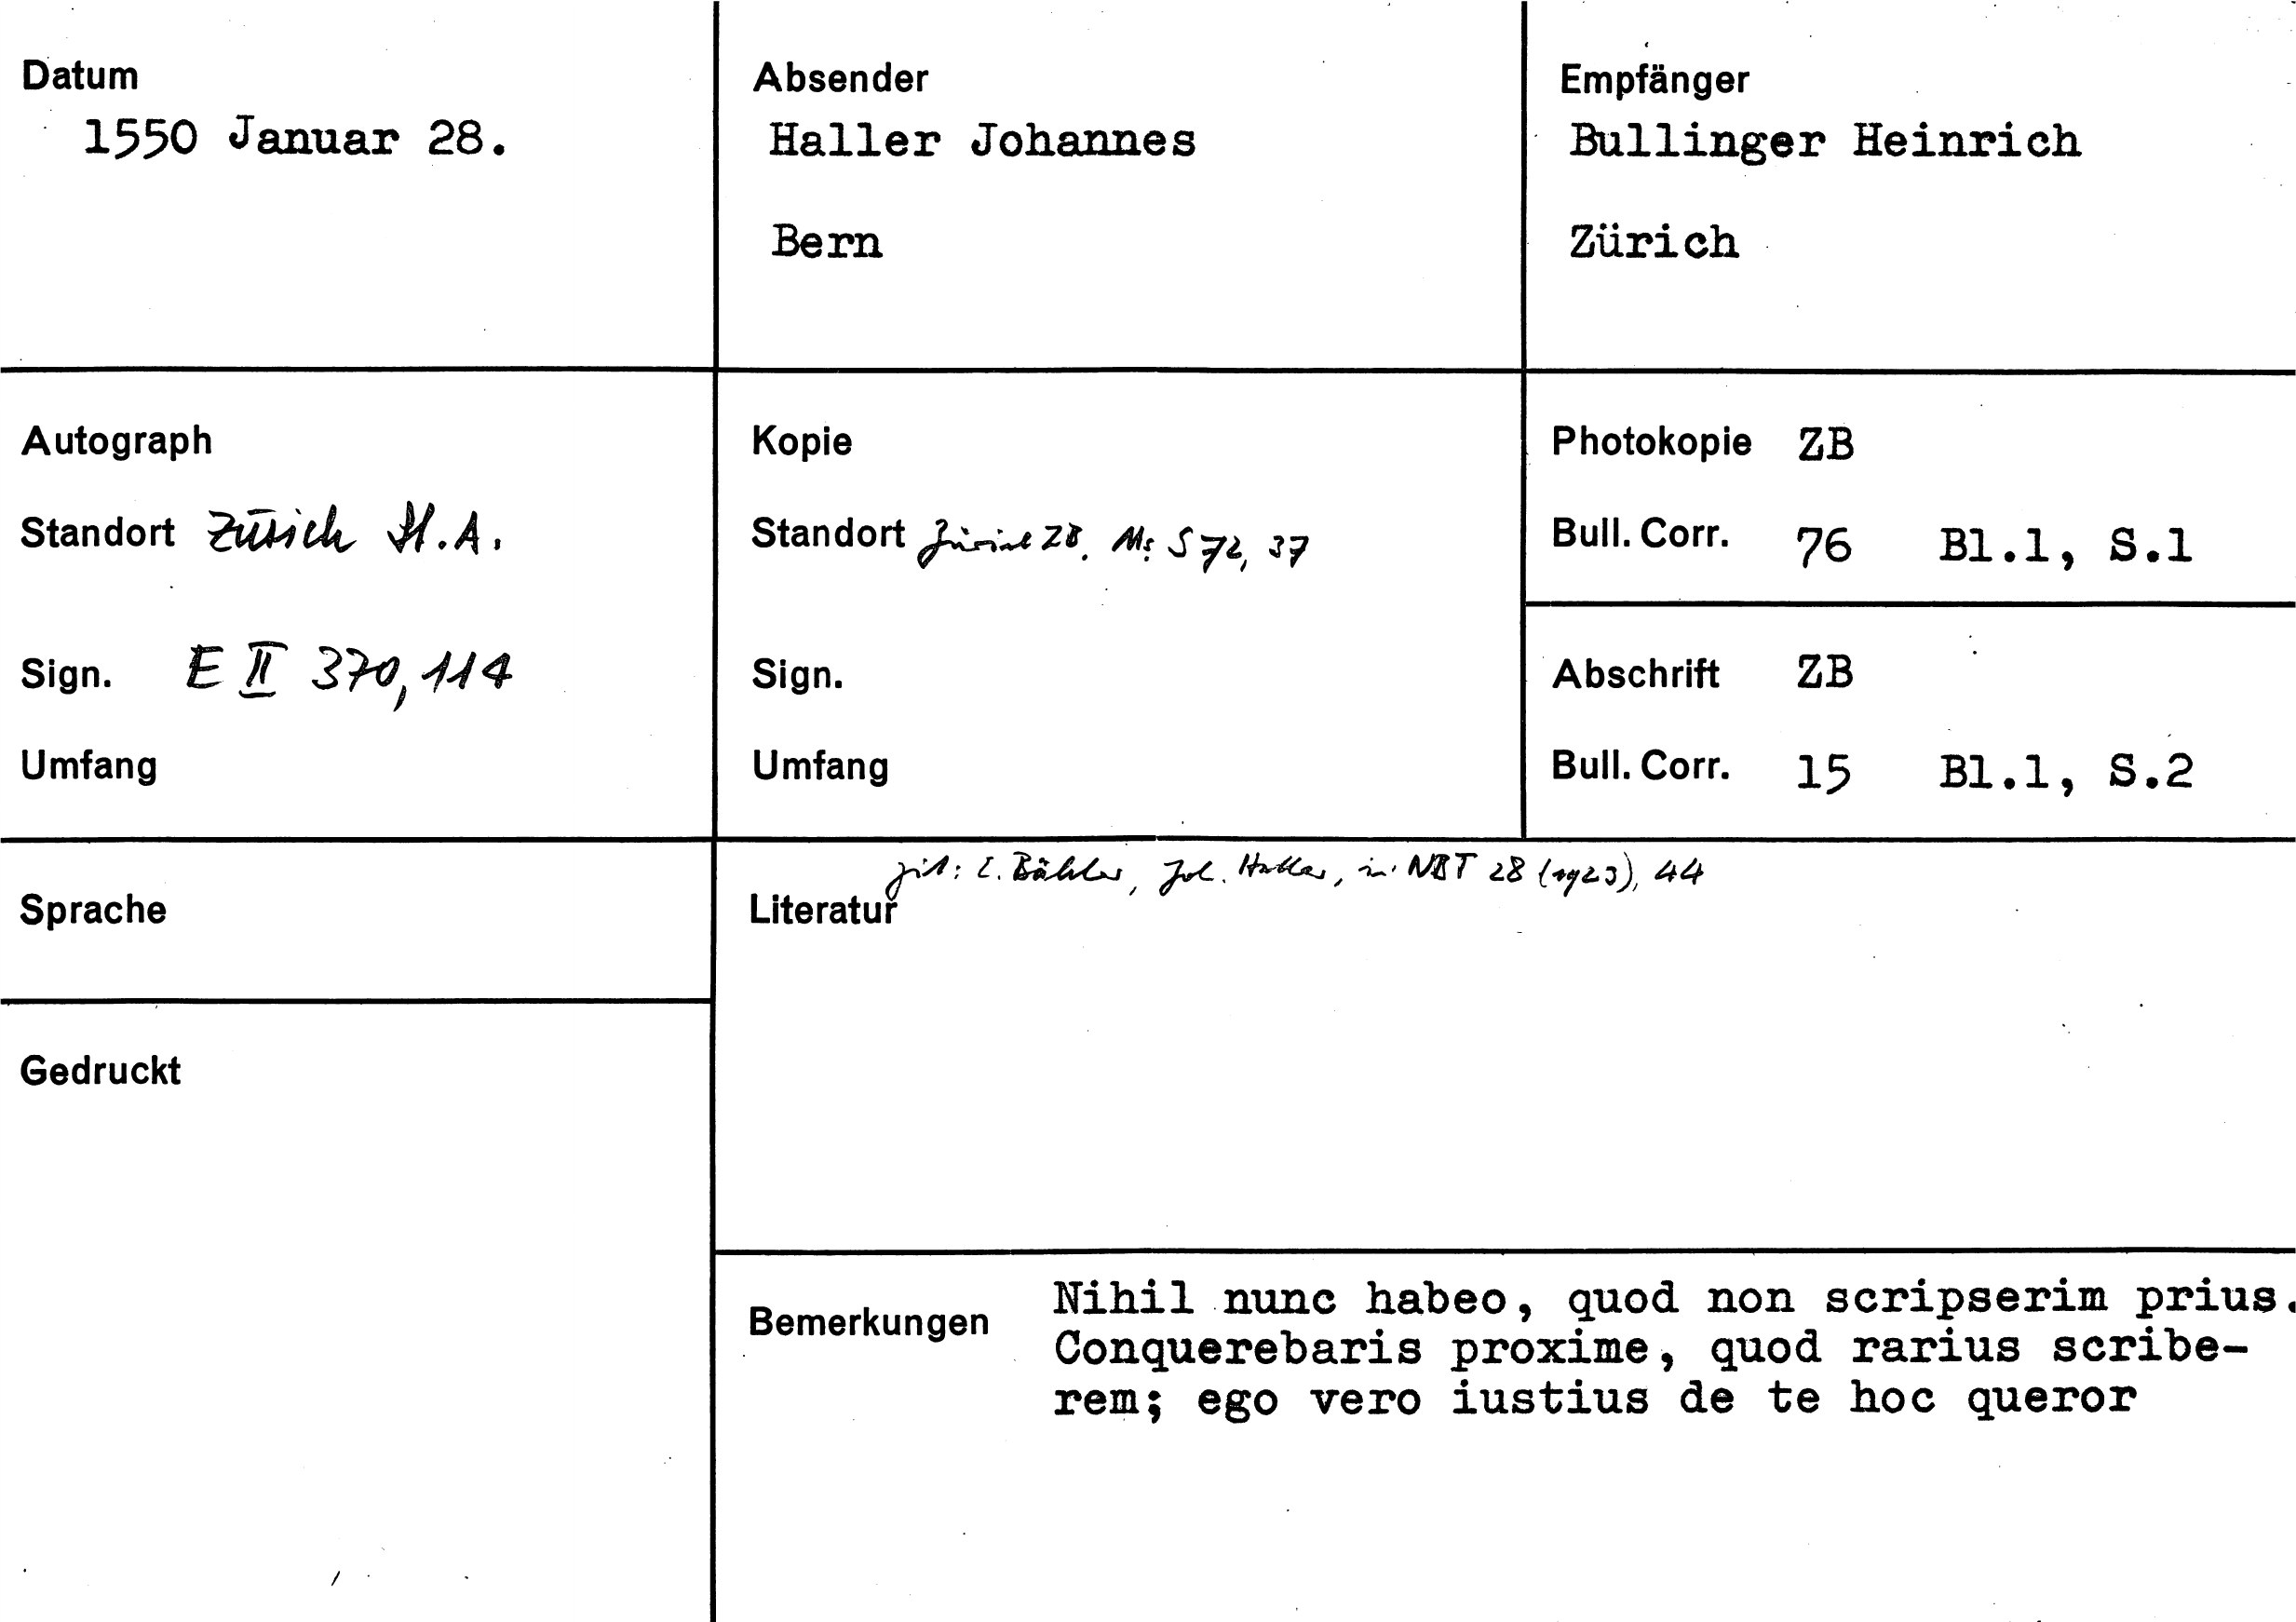 Datum
1550 Januar 28.
Absender
Haller Johannes
Bern
Empfänger
Bullinger Heinrich
Zürich
Autograph
Standort Zürich St.A.
Sign. E II 370,114
Umfang
Kopie
Standort Zürich ZB. Ms S 72, 37
Sign.
Umfang
Photokopie ZB
Bull. Corr. 76 Bl.1, S.1
Abschrift ZB
Bull. Corr. 15 Bl.1, S.2
Sprache
Gedruckt
zit: E. Bähler, Joh. Haller, in: NBT 28 (1923), 44
Literatur
Bemerkungen
Nihil nunc habeo, quod non scripserim prius.
Conquerebaris proxime, quod rarius scribe-
rem; ego vero iustius de te hoc queror